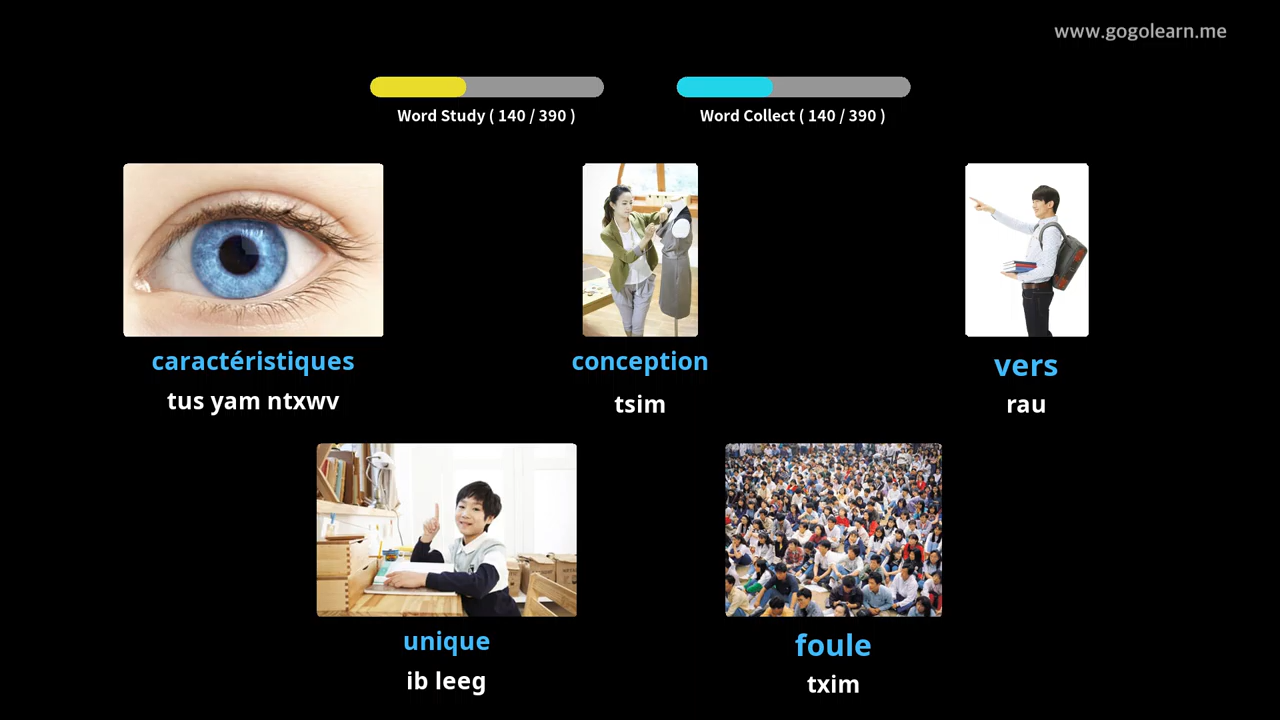 www.gogolearn.me
Word Study ( 140 / 390 )
Word Collect ( 140 / 390 )
caractéristiques
tus yam ntxwv
conception
tsim
vers
rau
unique
ib leeg
foule
txim